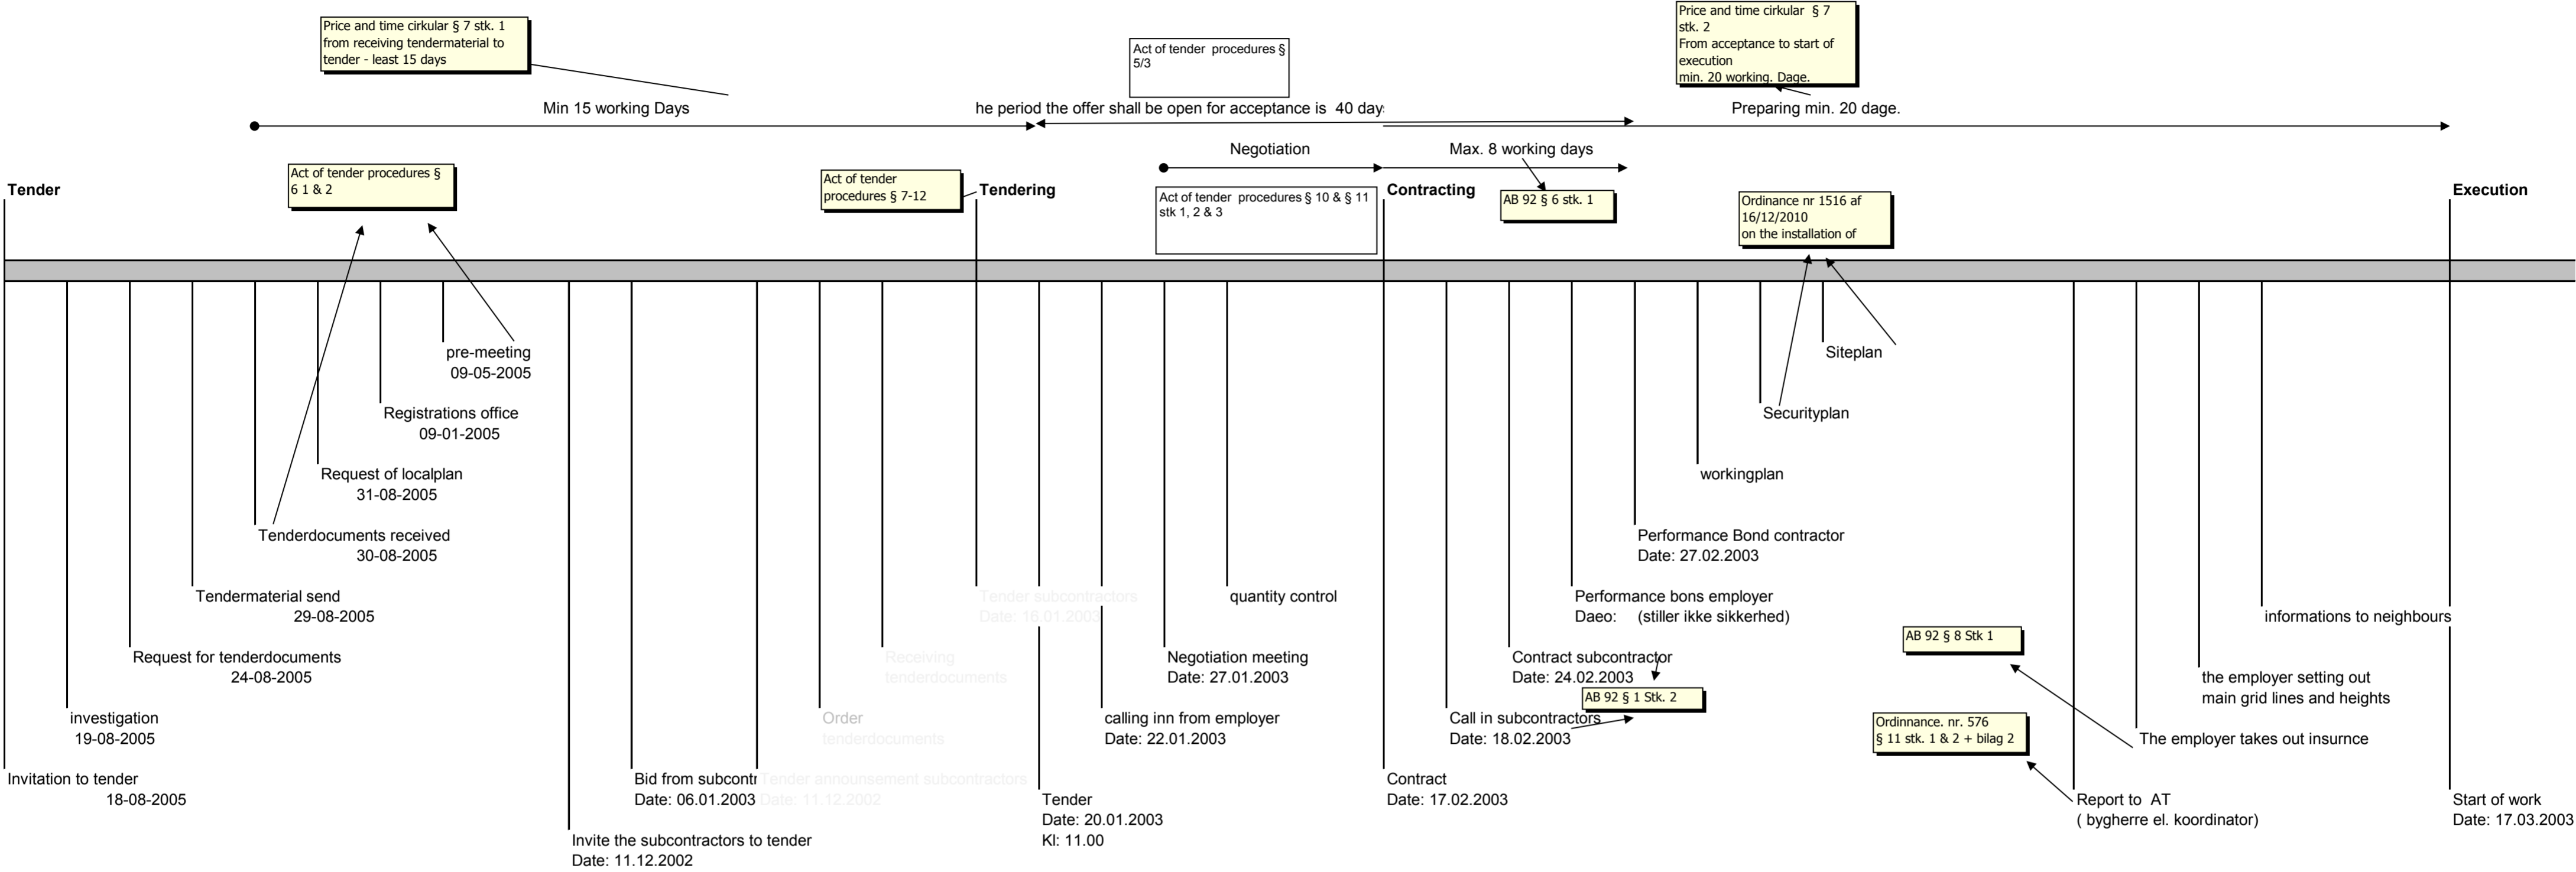 Price and time cirkular § 7 stk. 1
from receiving tendermaterial to
tender - least 15 days
Act of tender  procedures §
5/3
Price and time cirkular  § 7
stk. 2
From acceptance to start of
execution
min. 20 working. Dage.
Min 15 working Days
he period the offer shall be open for acceptance is  40 day
Preparing min. 20 dage.
Negotiation
Max. 8 working days
Tender
Act of tender procedures §
6 1 & 2
Act of tender
procedures § 7-12
Tendering
Act of tender  procedures § 10 & § 11
stk 1, 2 & 3
Contracting
AB 92 § 6 stk. 1
Ordinance nr 1516 af
16/12/2010
on the installation of
Execution
pre-meeting
09-05-2005
Registrations office
09-01-2005
Request of localplan
31-08-2005
Tenderdocuments received
30-08-2005
Tendermaterial send
29-08-2005
Request for tenderdocuments
24-08-2005
investigation
19-08-2005
Invitation to tender
18-08-2005
Invite the subcontractors to tender
Date: 11.12.2002
Bid from subcontr
Date: 06.01.2003
Tender announsement subcontractors
Date: 11.12.2002
Order
tenderdocuments
Receiving
tenderdocuments
Tender subcontractors
Date: 16.01.2003
Tender
Date: 20.01.2003
Kl: 11.00
calling inn from employer
Date: 22.01.2003
Negotiation meeting
Date: 27.01.2003
quantity control
Contract
Date: 17.02.2003
Call in subcontractors
Date: 18.02.2003
Contract subcontractor
Date: 24.02.2003
AB 92 § 1 Stk. 2
Performance bons employer
Daeo:     (stiller ikke sikkerhed)
Performance Bond contractor
Date: 27.02.2003
workingplan
Securityplan
Siteplan
AB 92 § 8 Stk 1
Ordinnance. nr. 576
§ 11 stk. 1 & 2 + bilag 2
Report to  AT
( bygherre el. koordinator)
The employer takes out insurnce
the employer setting out
main grid lines and heights
informations to neighbours
Start of work
Date: 17.03.2003